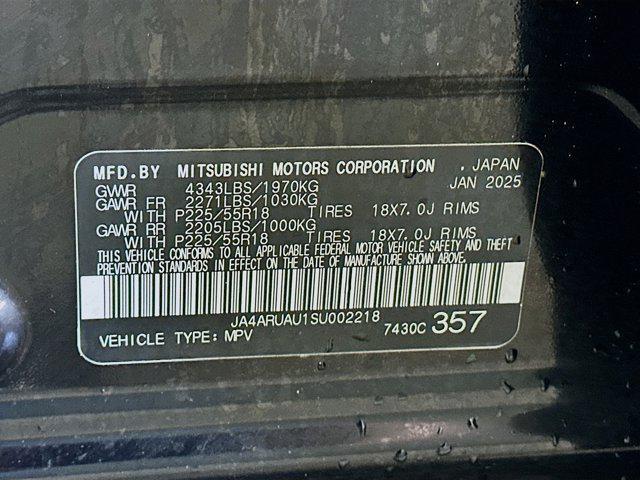 MFD.BY MITSUBISHI MOTORS CORPORATION , JAPAN
GVWR 4343LBS/1970KG JAN 2025
GAWR FR 2271LBS/1030KG
WITH P225/55R18 TIRES 18X7.0J RIMS
GAWR RR 2205LBS/1000KG
WITH P225/55R18 TIRES 18X7.0J RIMS
THIS VEHICLE CONFORMS TO ALL APPLICABLE FEDERAL MOTOR VEHICLE SAFETY AND THEFT
PREVENTION STANDARDS IN EFFECT ON THE DATE OF MANUFACTURE SHOWN ABOVE.
JA4ARUAU1SU002218
VEHICLE TYPE: MPV 7430C 357